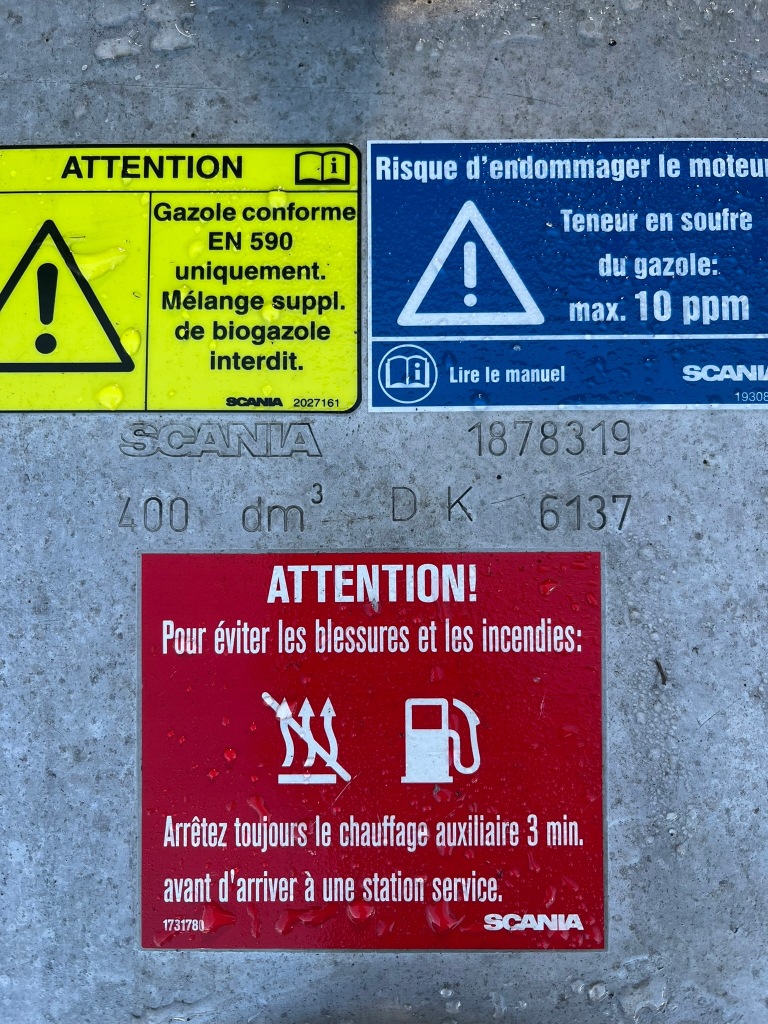 ATTENTION
Gazole conforme
EN 590
uniquement.
Mélange suppl.
de biogazole
interdit.
SCANIA 2027161
Risque d'endommager le moteur
Teneur en soufre
du gazole:
max. 10 ppm
Lire le manuel
SCANIA
19308
SCANIA 1878319
400 dm³ DK 6137
ATTENTION!
Pour éviter les blessures et les incendies:
Arrêtez toujours le chauffage auxiliaire 3 min.
avant d'arriver à une station service.
1731780
SCANIA